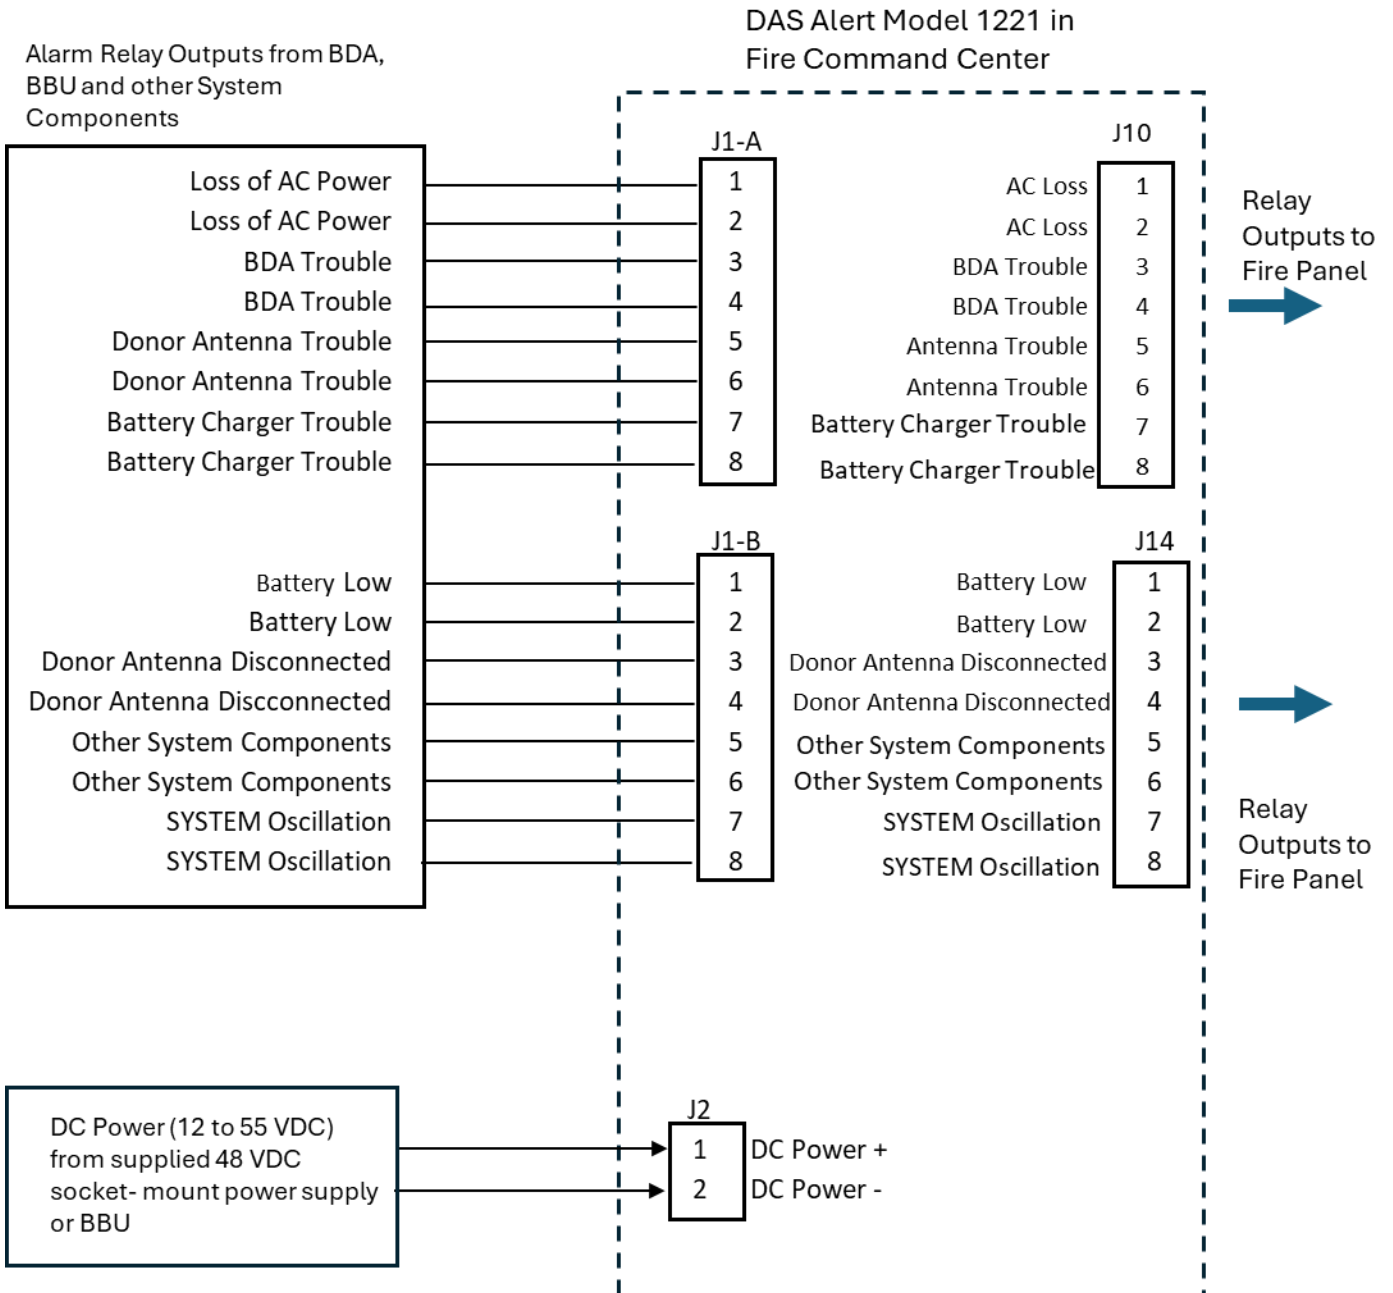 DAS Alert Model 1221 in
Fire Command Center
Alarm Relay Outputs from BDA,
BBU and other System
Components
J1-A
J10
Loss of AC Power
1
AC Loss
1
Loss of AC Power
2
AC Loss
2
BDA Trouble
3
BDA Trouble
3
BDA Trouble
4
BDA Trouble
4
Donor Antenna Trouble
5
Antenna Trouble
5
Donor Antenna Trouble
6
Antenna Trouble
6
Battery Charger Trouble
7
Battery Charger Trouble
7
Battery Charger Trouble
8
Battery Charger Trouble
8
Relay
Outputs to
Fire Panel
J1-B
J14
Battery Low
1
Battery Low
1
Battery Low
2
Battery Low
2
Donor Antenna Disconnected
3
Donor Antenna Disconnected
3
Donor Antenna Discconnected
4
Donor Antenna Disconnected
4
Other System Components
5
Other System Components
5
Other System Components
6
Other System Components
6
SYSTEM Oscillation
7
SYSTEM Oscillation
7
SYSTEM Oscillation
8
SYSTEM Oscillation
8
Relay
Outputs to
Fire Panel
DC Power (12 to 55 VDC)
from supplied 48 VDC
socket- mount power supply
or BBU
J2
1
DC Power +
2
DC Power -